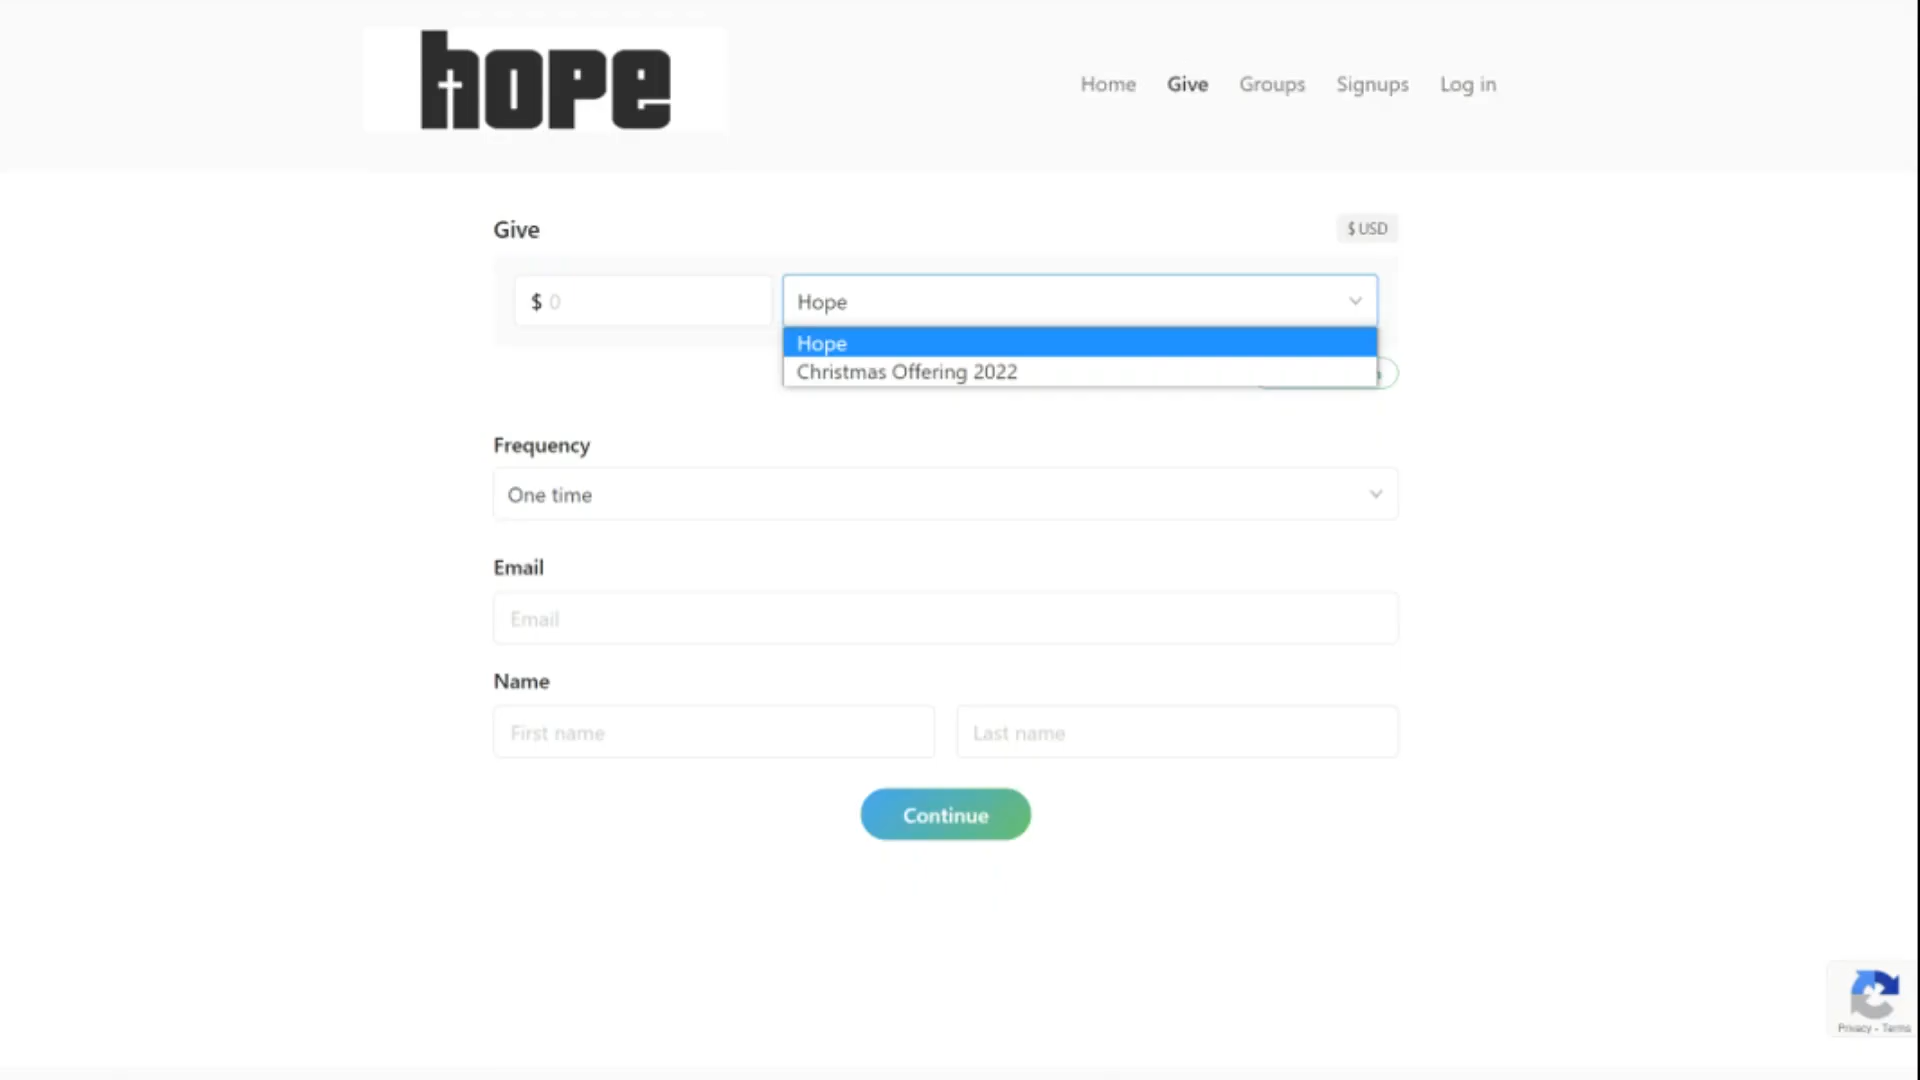 hope
Home Give Groups Signups Log in
Give
$ USD
$ 0
Hope
Hope
Christmas Offering 2022
Frequency
One time
Email
Email
Name
First name Last name
Continue
Privacy - Terms